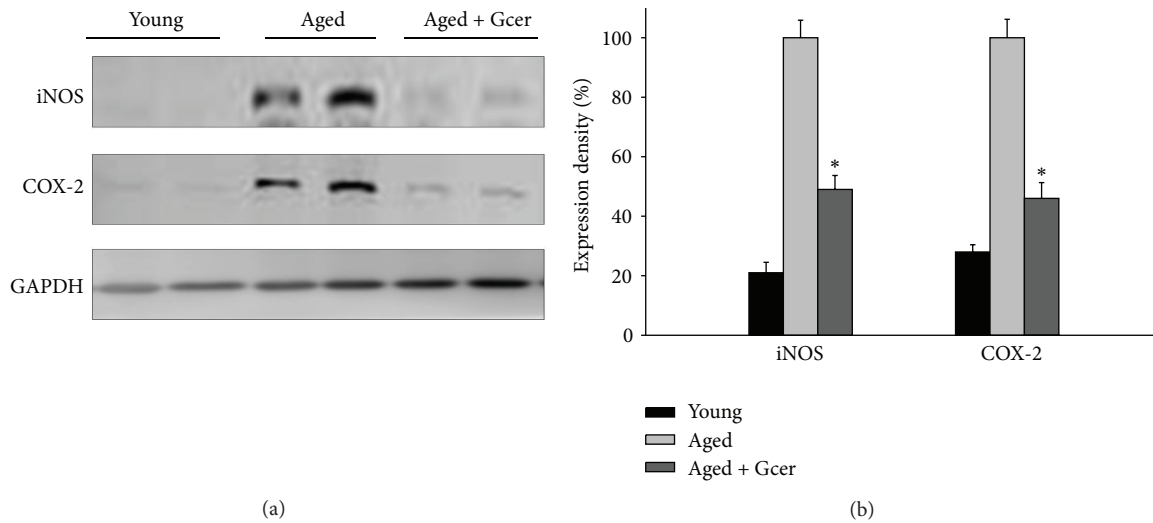 Young Aged Aged + Gcer
iNOS
COX-2
GAPDH
(a)
Expression density (%)
100
80
60
40
20
0
*
*
iNOS COX-2
Young
Aged
Aged + Gcer
(b)